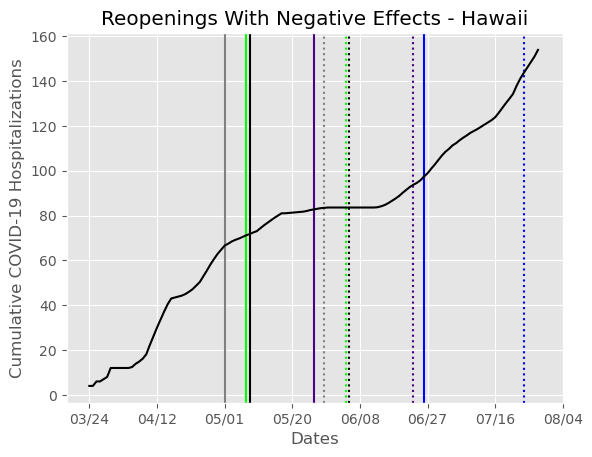 Reopenings With Negative Effects - Hawaii
Cumulative COVID-19 Hospitalizations
160
140
120
100
80
60
40
20
0
03/24 04/12 05/01 05/20 06/08 06/27 07/16 08/04
Dates